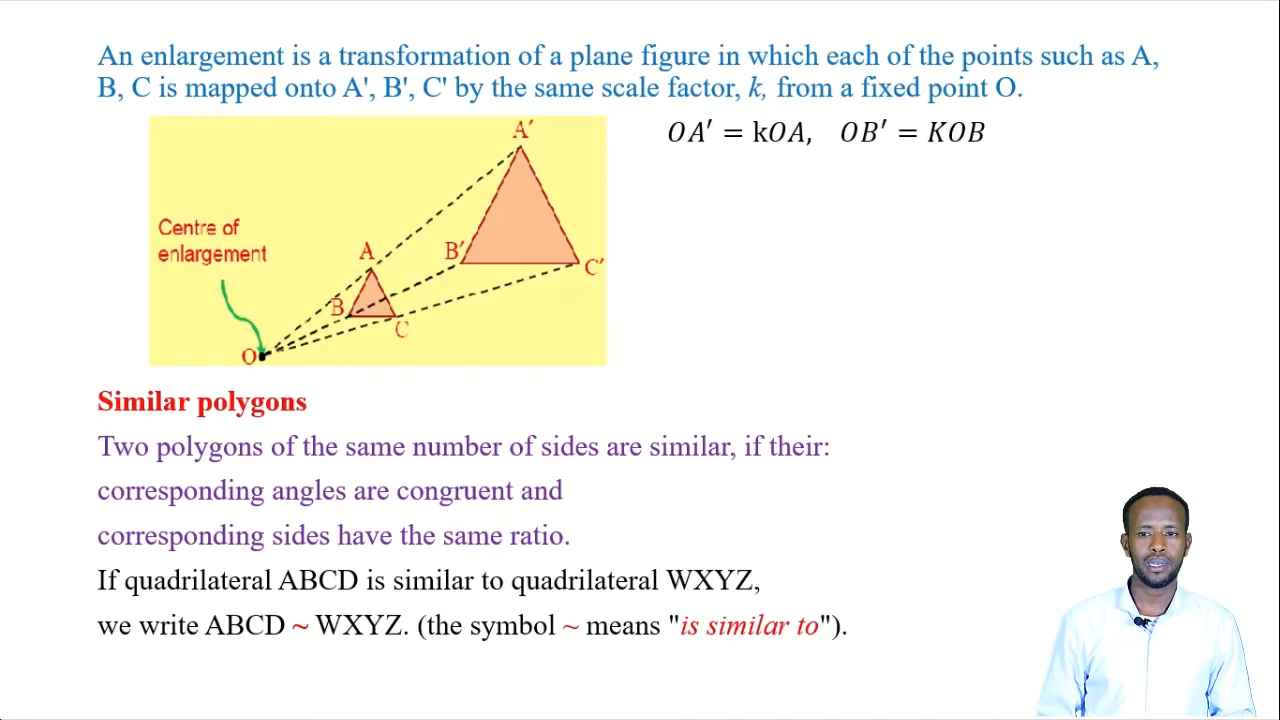 An enlargement is a transformation of a plane figure in which each of the points such as A,
B, C is mapped onto A', B', C' by the same scale factor, k, from a fixed point O.
OA′ = kOA, OB′ = KOB
A′
Centre of
enlargement
A
B′
C′
B
C
O
Similar polygons
Two polygons of the same number of sides are similar, if their:
corresponding angles are congruent and
corresponding sides have the same ratio.
If quadrilateral ABCD is similar to quadrilateral WXYZ,
we write ABCD ~ WXYZ. (the symbol ~ means "is similar to").